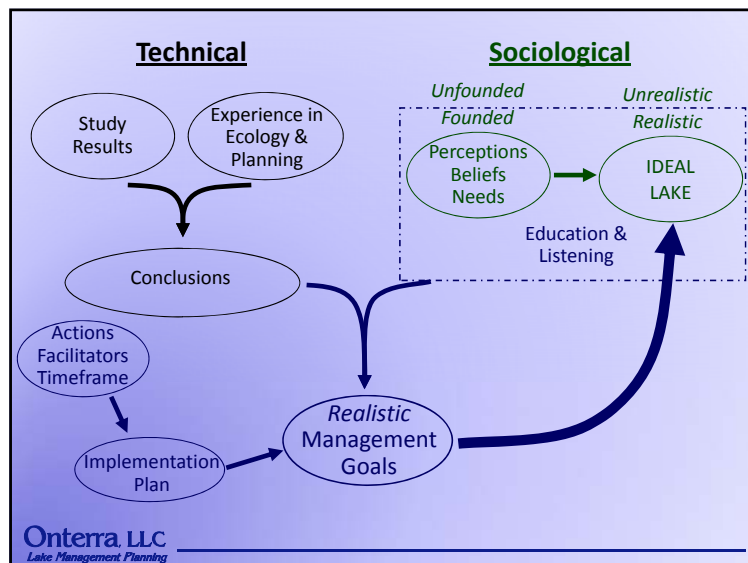 Technical
Sociological
Study
Results
Experience in
Ecology &
Planning
Unfounded
Founded
Perceptions
Beliefs
Needs
Unrealistic
Realistic
IDEAL
LAKE
Education &
Listening
Conclusions
Actions
Facilitators
Timeframe
Implementation
Plan
Realistic
Management
Goals
Onterra, LLC
Lake Management Planning